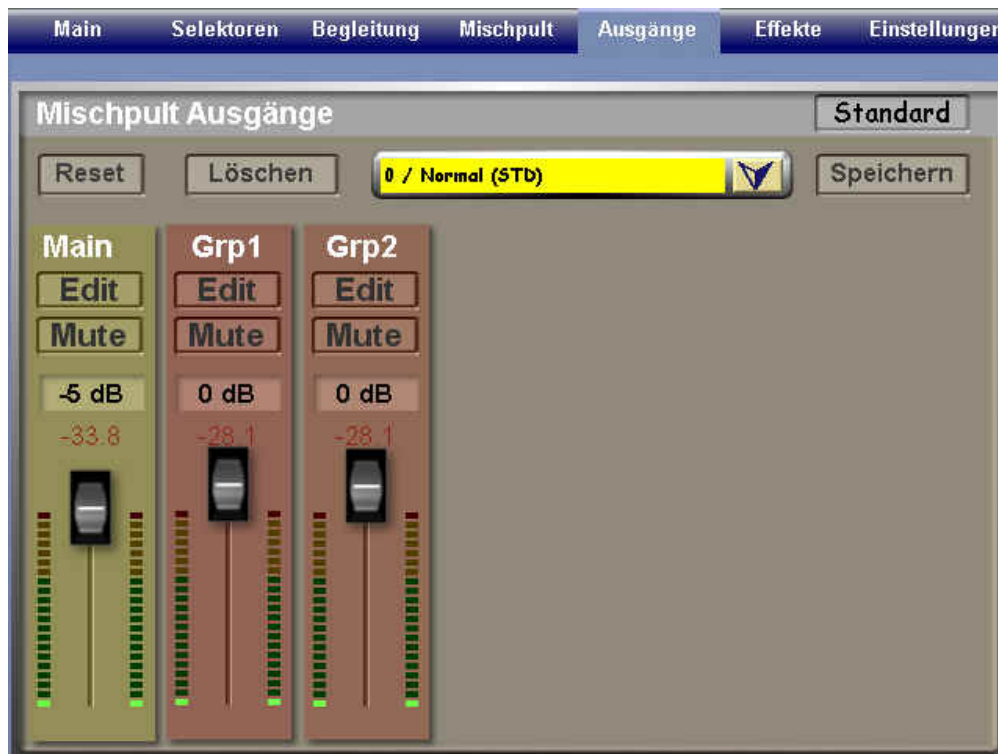 Main Selektoren Begleitung Mischpult Ausgänge Effekte Einstellungen
Mischpult Ausgänge Standard
Reset Löschen 0 / Normal (STD) Speichern
Main Grp1 Grp2
Edit Edit Edit
Mute Mute Mute
-5 dB 0 dB 0 dB
-33.8 -28.1 -28.1